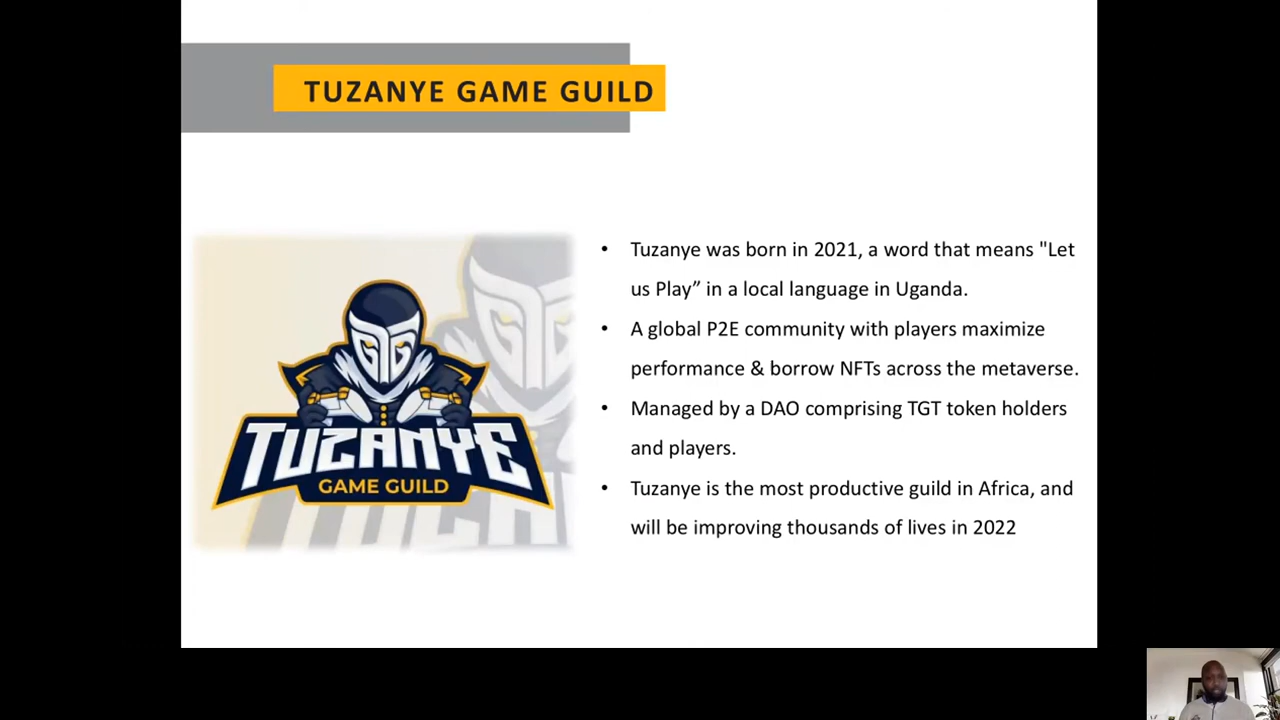 TUZANYE GAME GUILD
GTG
TUZANYE
GAME GUILD
• Tuzanye was born in 2021, a word that means "Let
us Play” in a local language in Uganda.
• A global P2E community with players maximize
performance & borrow NFTs across the metaverse.
• Managed by a DAO comprising TGT token holders
and players.
• Tuzanye is the most productive guild in Africa, and
will be improving thousands of lives in 2022